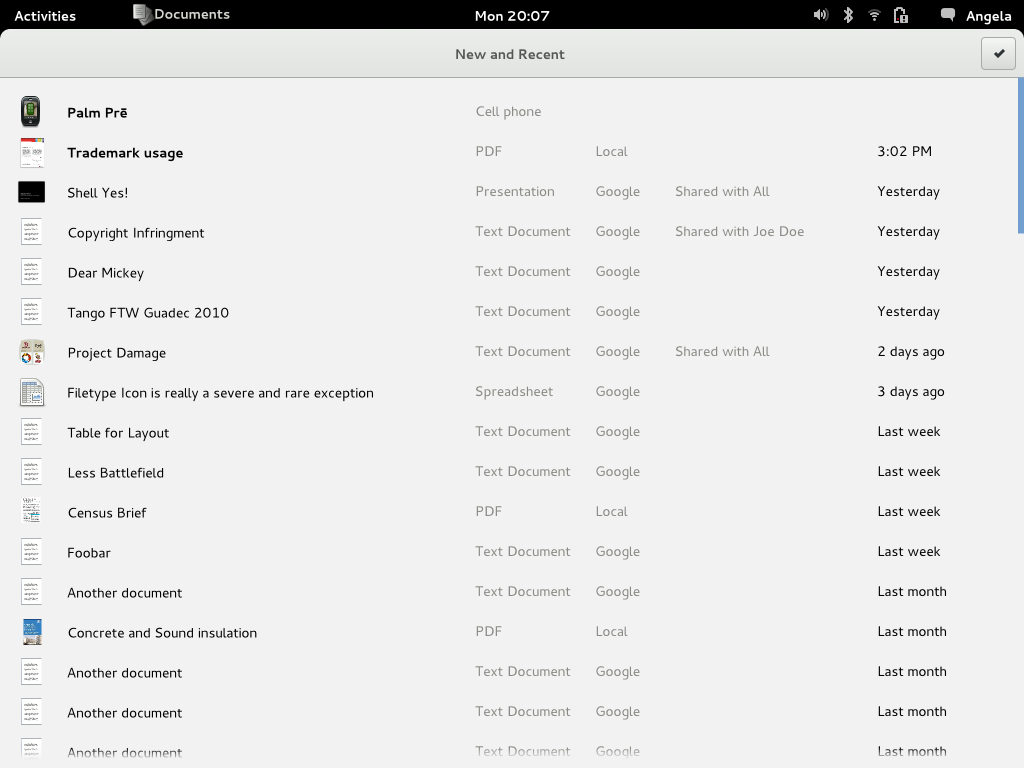 Activities Documents Mon 20:07 Angela
New and Recent
Palm Prē Cell phone
Trademark usage PDF Local 3:02 PM
Shell Yes! Presentation Google Shared with All Yesterday
Copyright Infringment Text Document Google Shared with Joe Doe Yesterday
Dear Mickey Text Document Google Yesterday
Tango FTW Guadec 2010 Text Document Google Yesterday
Project Damage Text Document Google Shared with All 2 days ago
Filetype Icon is really a severe and rare exception Spreadsheet Google 3 days ago
Table for Layout Text Document Google Last week
Less Battlefield Text Document Google Last week
Census Brief PDF Local Last week
Foobar Text Document Google Last week
Another document Text Document Google Last month
Concrete and Sound insulation PDF Local Last month
Another document Text Document Google Last month
Another document Text Document Google Last month
Another document Text Document Google Last month